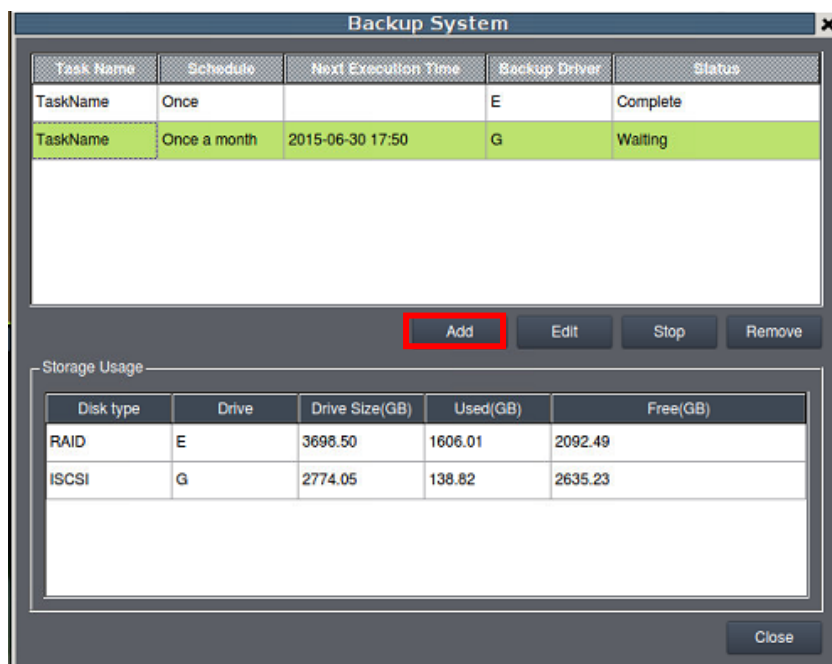 Backup System
Task Name Schedule Next Execution Time Backup Driver Status
TaskName Once E Complete
TaskName Once a month 2015-06-30 17:50 G Waiting
Add Edit Stop Remove
Storage Usage
Disk type Drive Drive Size(GB) Used(GB) Free(GB)
RAID E 3698.50 1606.01 2092.49
ISCSI G 2774.05 138.82 2635.23
Close